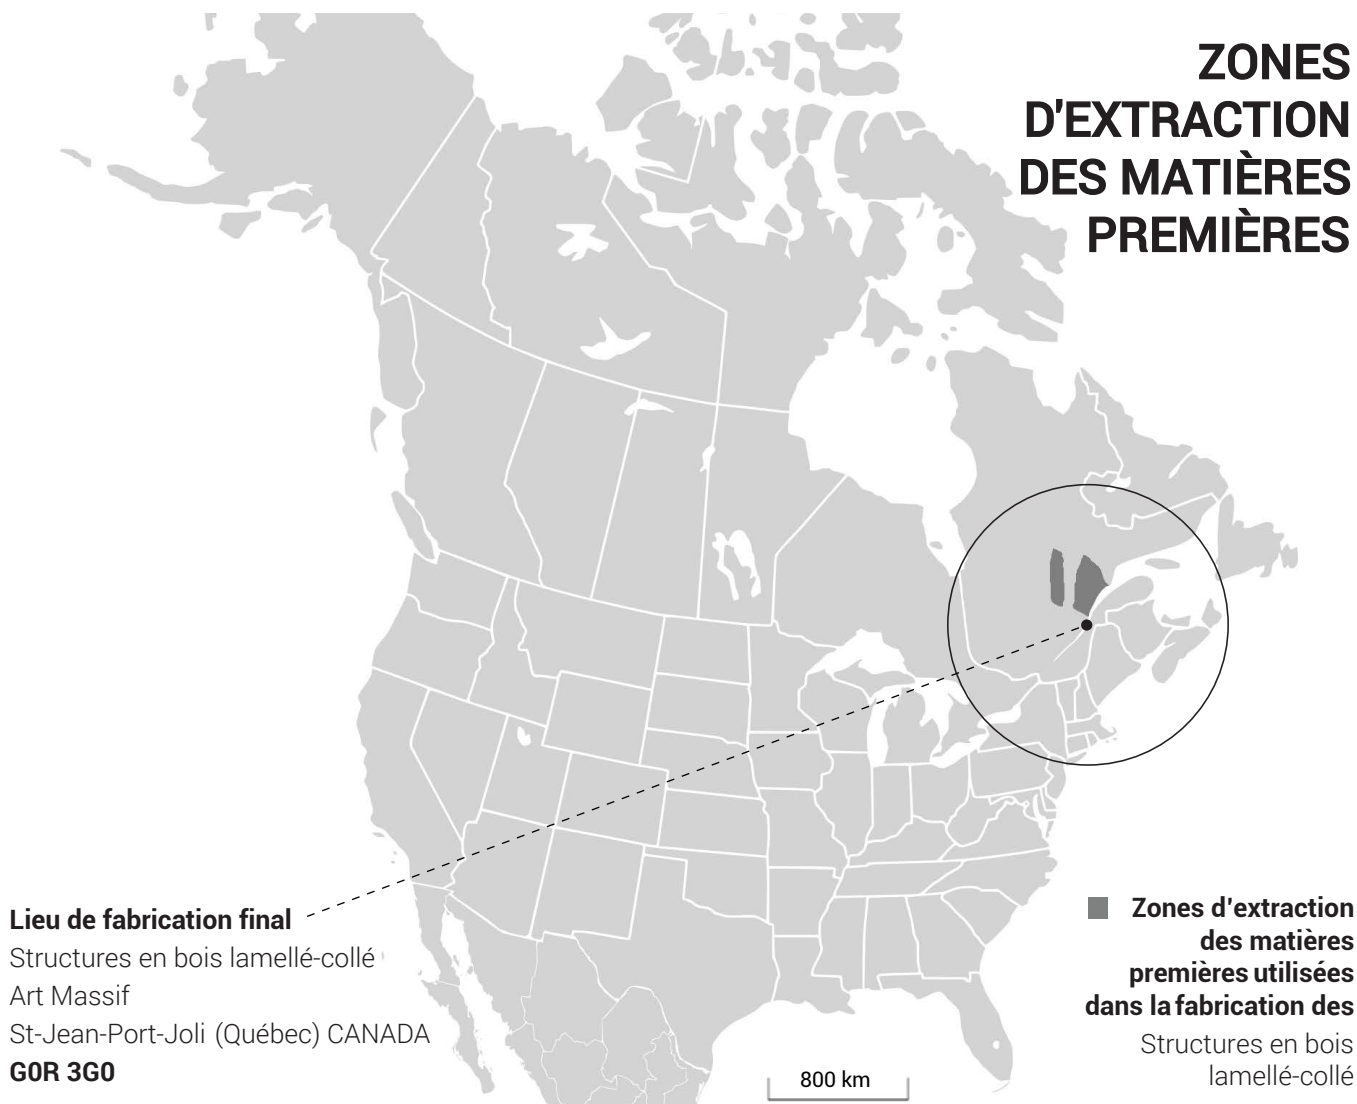 ZONES
D'EXTRACTION
DES MATIÈRES
PREMIÈRES
Lieu de fabrication final
Structures en bois lamellé-collé
Art Massif
St-Jean-Port-Joli (Québec) CANADA
G0R 3G0
800 km
Zones d'extraction
des matières
premières utilisées
dans la fabrication des
Structures en bois
lamellé-collé